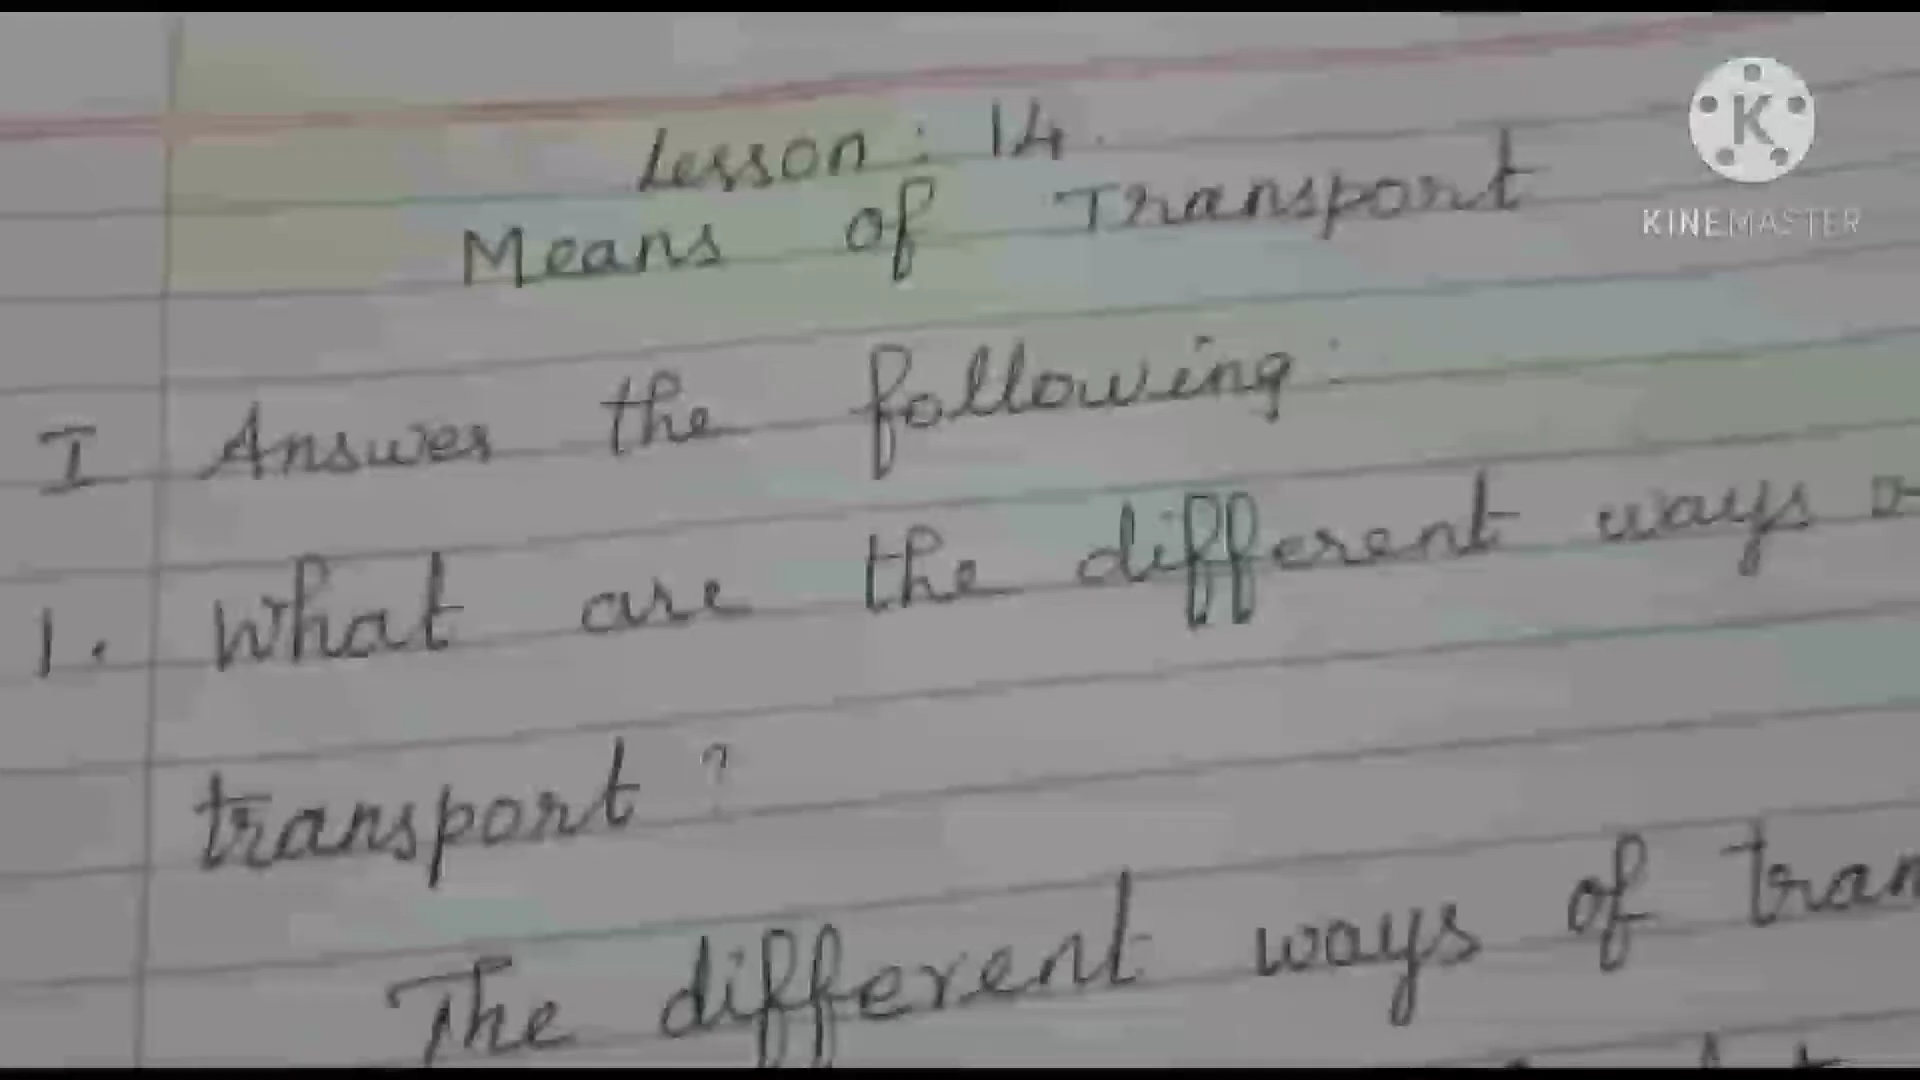 Lesson: 14.
Means of Transport
KINEMASTER
I Answer the following:
1. What are the different ways
transport?
The different ways of tran